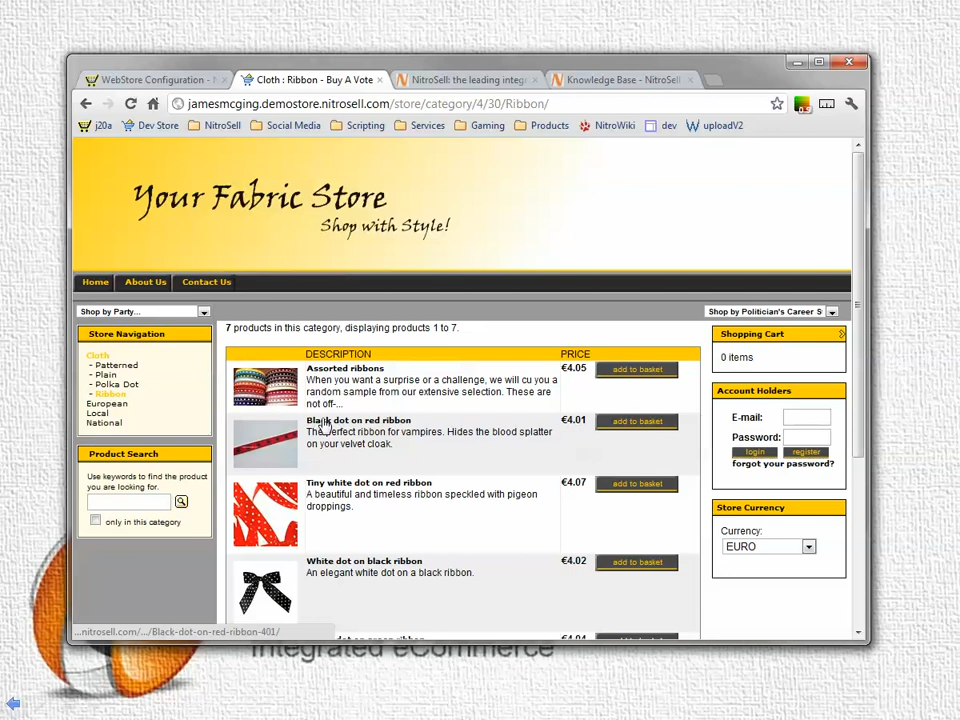 WebStore Configuration -
Cloth : Ribbon - Buy A Vote
NitroSell: the leading integ
Knowledge Base - NitroSell
jamesmcging.demostore.nitrosell.com/store/category/4/30/Ribbon/
j20a Dev Store NitroSell Social Media Scripting Services Gaming Products NitroWiki dev uploadV2
Your Fabric Store
Shop with Style!
Home About Us Contact Us
Shop by Party...
Shop by Politician's Career S
Store Navigation
Cloth
- Patterned
- Plain
- Polka Dot
- Ribbon
European
Local
National
Product Search
Use keywords to find the product
you are looking for.
only in this category
7 products in this category, displaying products 1 to 7.
DESCRIPTION PRICE
Assorted ribbons €4.05 add to basket
When you want a surprise or a challenge, we will cu you a
random sample from our extensive selection. These are
not off-...
Black dot on red ribbon €4.01 add to basket
The perfect ribbon for vampires. Hides the blood splatter
on your velvet cloak.
Tiny white dot on red ribbon €4.07 add to basket
A beautiful and timeless ribbon speckled with pigeon
droppings.
White dot on black ribbon €4.02 add to basket
An elegant white dot on a black ribbon.
Shopping Cart
0 items
Account Holders
E-mail:
Password:
login register
forgot your password?
Store Currency
Currency:
EURO
...nitrosell.com/.../Black-dot-on-red-ribbon-401/
Integrated eCommerce